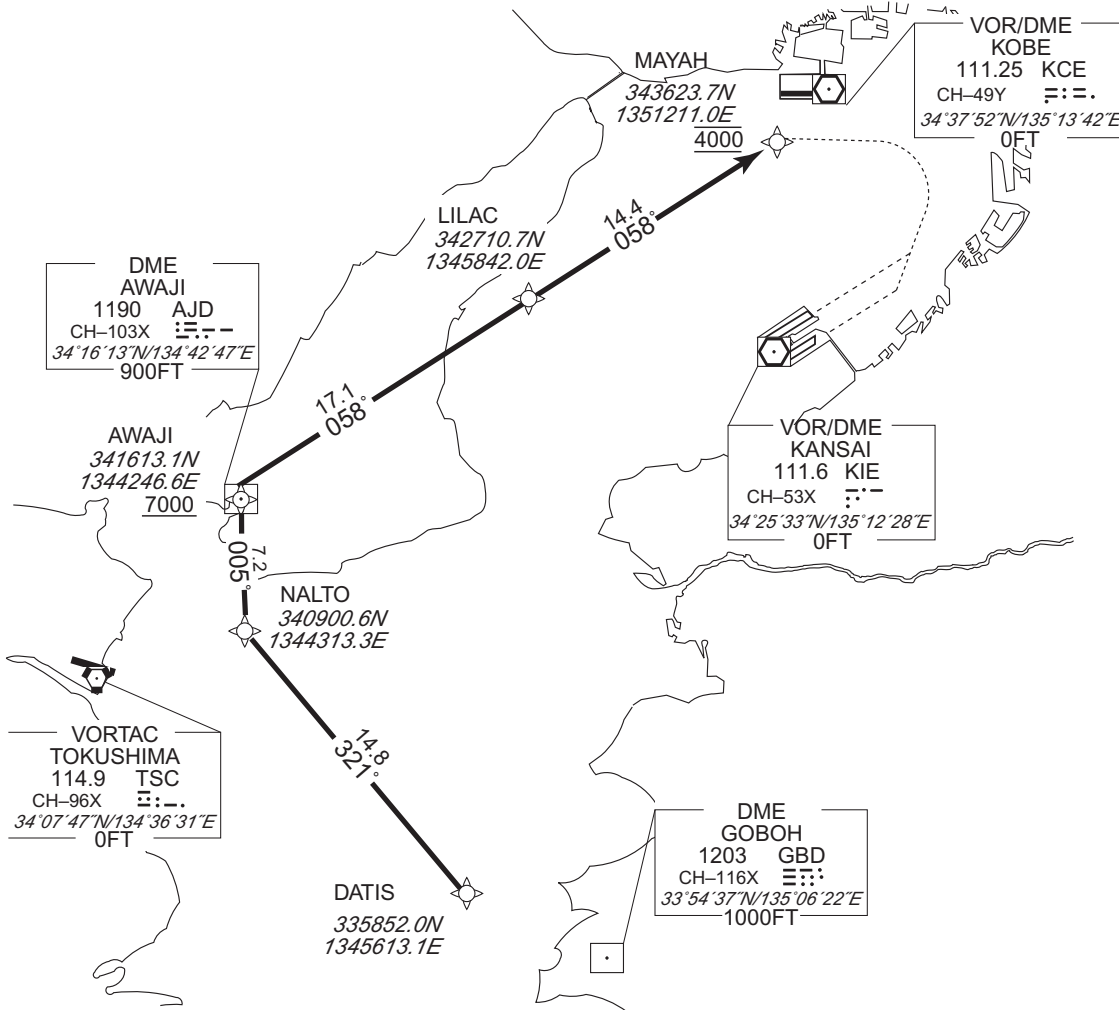 VOR/DME
KOBE
111.25 KCE
CH–49Y
34°37´52˝N/135°13´42˝E
0FT
MAYAH
343623.7N
1351211.0E
4000
14.4
058°
LILAC
342710.7N
1345842.0E
DME
AWAJI
1190 AJD
CH–103X
34°16´13˝N/134°42´47˝E
900FT
17.1
058°
AWAJI
341613.1N
1344246.6E
7000
VOR/DME
KANSAI
111.6 KIE
CH–53X
34°25´33˝N/135°12´28˝E
0FT
7.2
005°
NALTO
340900.6N
1344313.3E
VORTAC
TOKUSHIMA
114.9 TSC
CH–96X
34°07´47˝N/134°36´31˝E
0FT
14.8
321°
DME
GOBOH
1203 GBD
CH–116X
33°54´37˝N/135°06´22˝E
1000FT
DATIS
335852.0N
1345613.1E